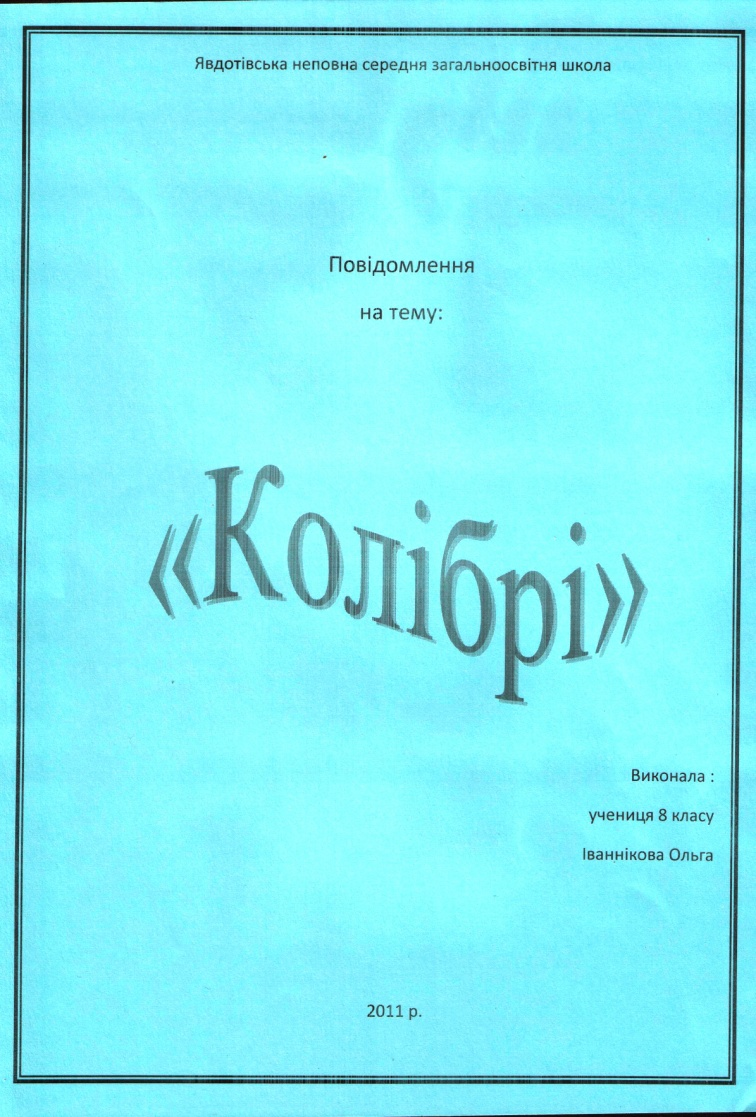 Явдотівська неповна середня загальноосвітня школа
Повідомлення
на тему:
«Колібрі»
Виконала :
учениця 8 класу
Іваннікова Ольга
2011 р.